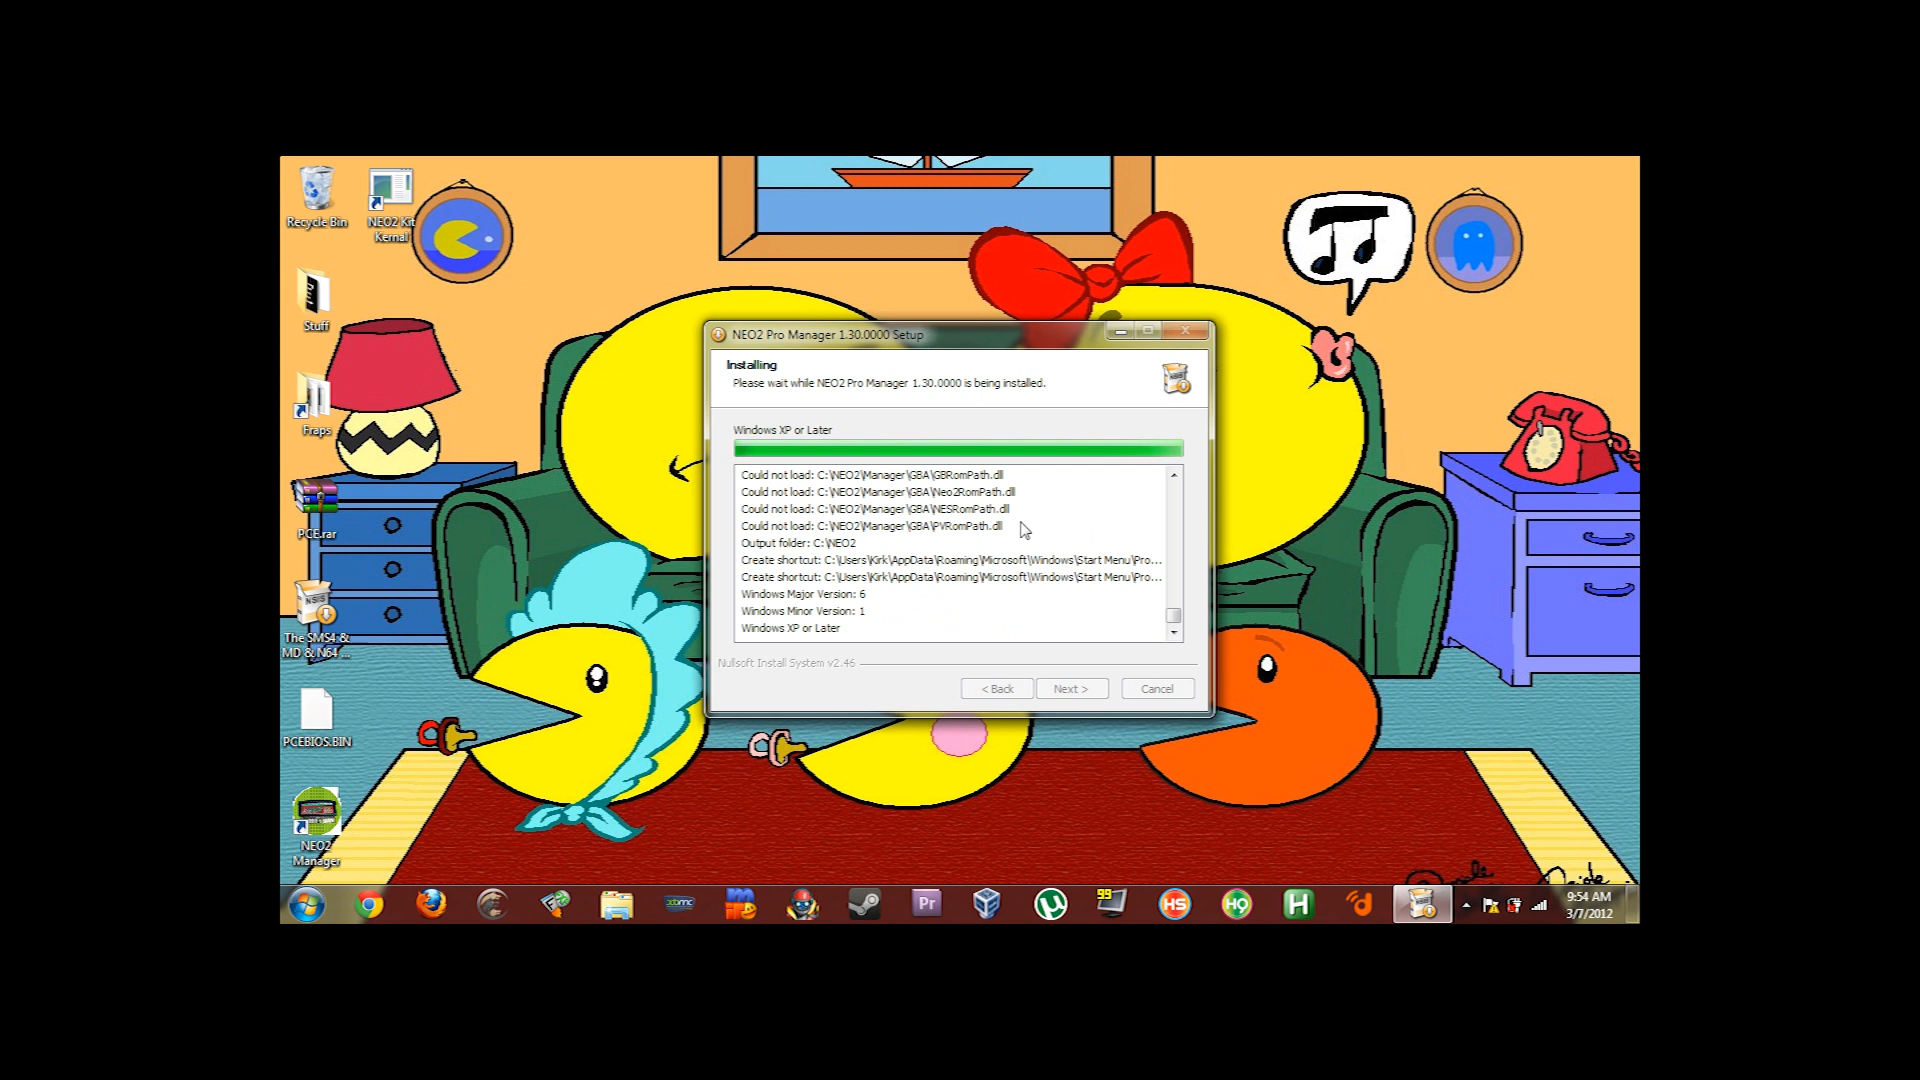 Recycle Bin
NEO2 Kit
Kernal
Stuff
Fraps
PCE.rar
NSIS
The SMS4 &
MD & N64 ...
PCEBIOS.BIN
NEO2
Manager
NEO2 Pro Manager 1.30.0000 Setup
Installing
Please wait while NEO2 Pro Manager 1.30.0000 is being installed.
Windows XP or Later
Could not load: C:\NEO2\Manager\GBA\GBRomPath.dll
Could not load: C:\NEO2\Manager\GBA\Neo2RomPath.dll
Could not load: C:\NEO2\Manager\GBA\NESRomPath.dll
Could not load: C:\NEO2\Manager\GBA\PVRomPath.dll
Output folder: C:\NEO2
Create shortcut: C:\Users\Kirk\AppData\Roaming\Microsoft\Windows\Start Menu\Pro...
Create shortcut: C:\Users\Kirk\AppData\Roaming\Microsoft\Windows\Start Menu\Pro...
Windows Major Version: 6
Windows Minor Version: 1
Windows XP or Later
Nullsoft Install System v2.46
< Back
Next >
Cancel
xbmc
Pr
99
HS
HQ
H
9:54 AM
3/7/2012